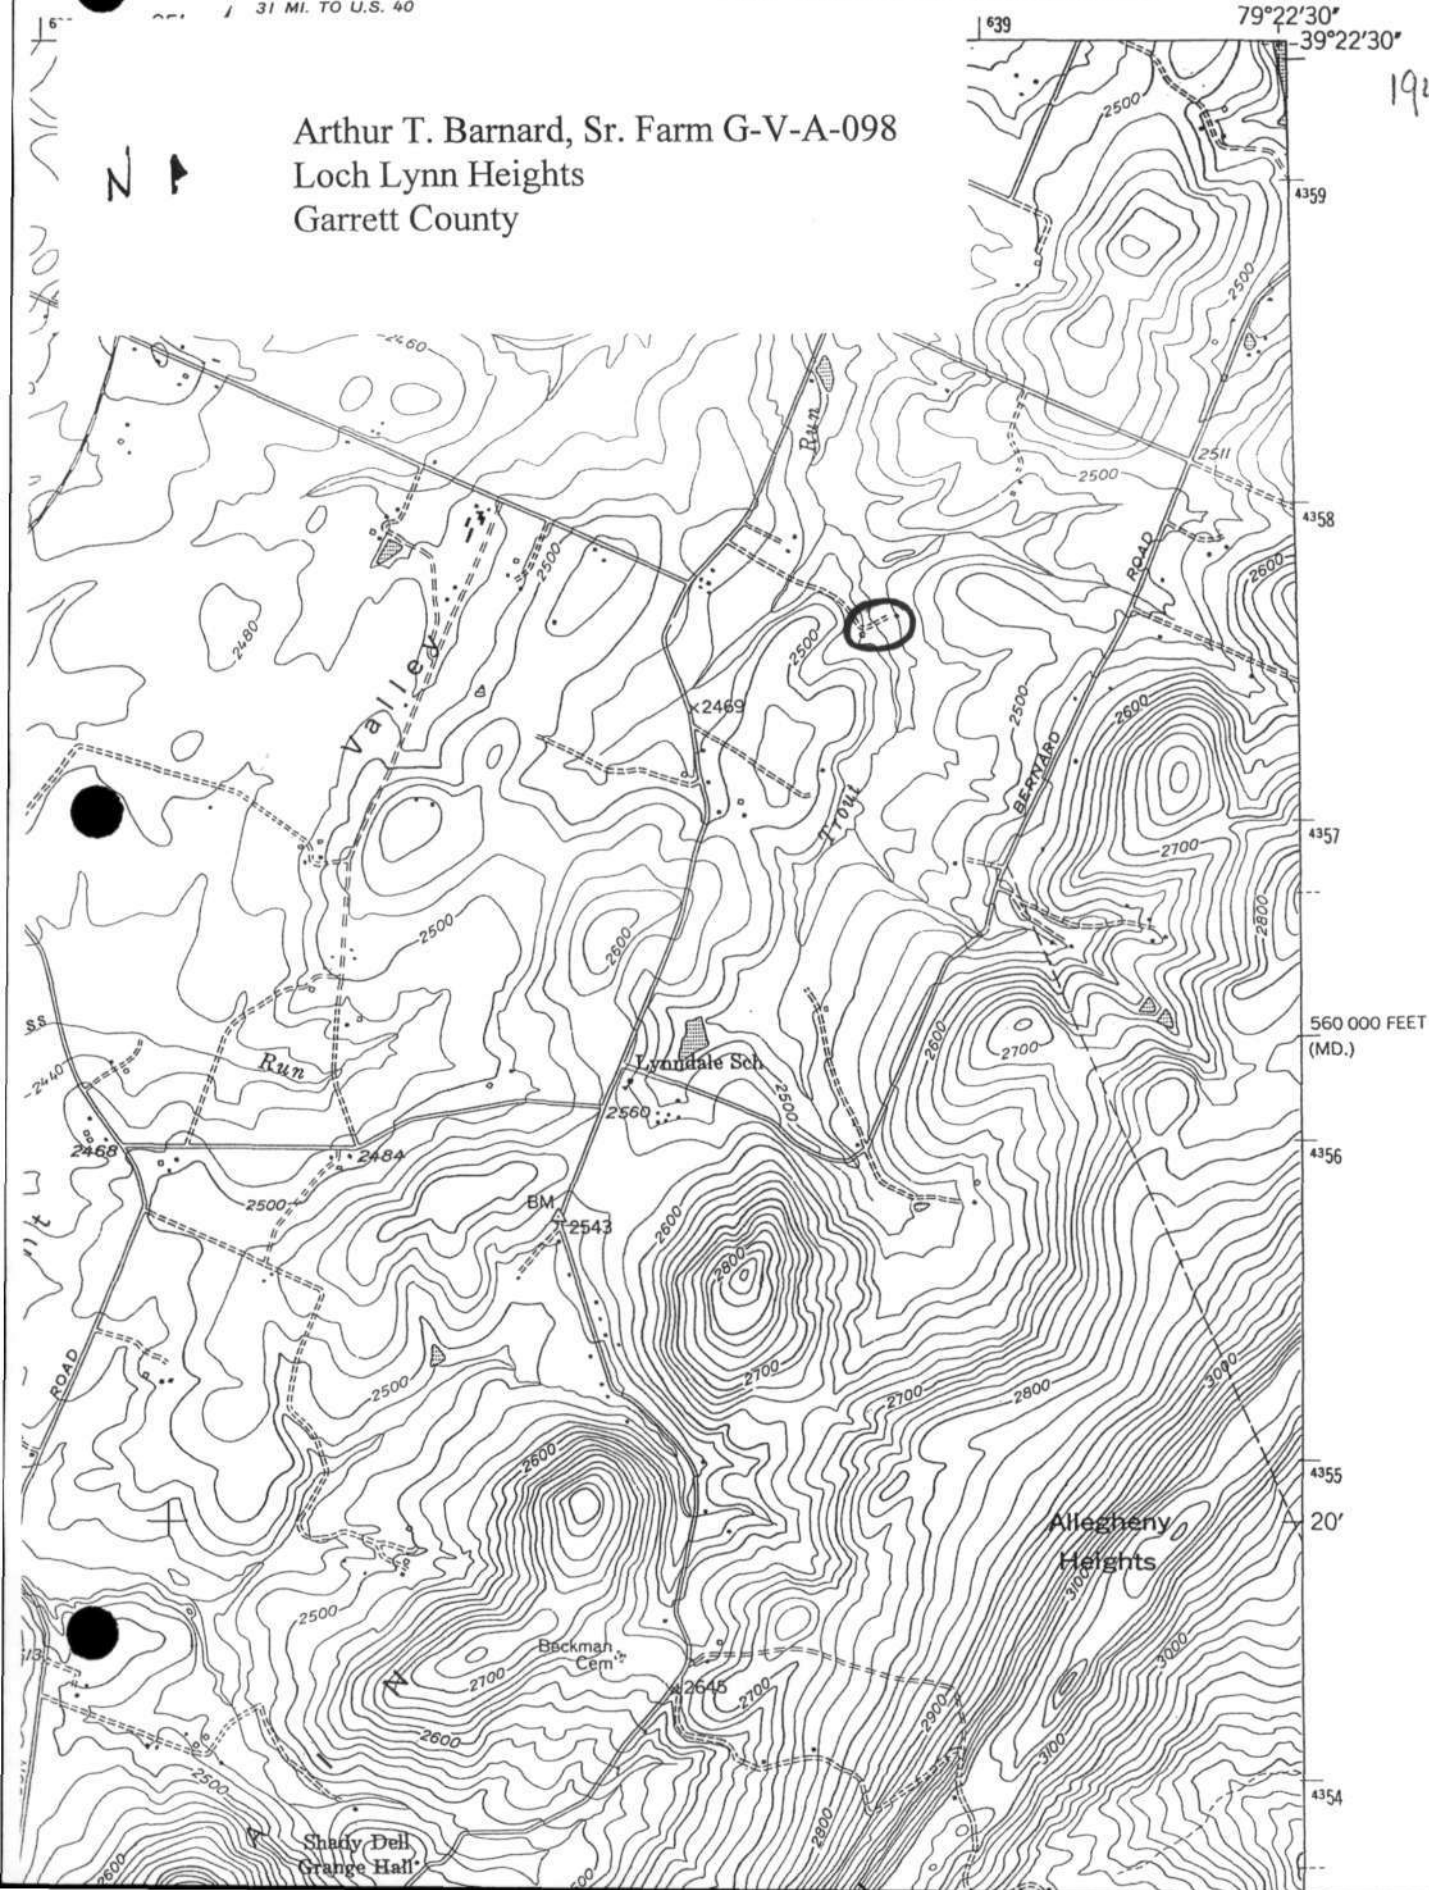 31 MI. TO U.S. 40
639
79°22'30"
39°22'30"
Arthur T. Barnard, Sr. Farm G-V-A-098
Loch Lynn Heights
Garrett County
N
2500
4359
2500
2460
Run
2511
2500
4358
ROAD
2500
2600
2480
2500
Valley
2469
2500
2600
BERNARD
Trout
4357
2700
2500
2600
2800
560 000 FEET
(MD.)
2600
2700
Run
2440
Lynndale Sch
2500
2560
2468
2484
4356
2500
BM
2543
2600
2800
ROAD
2500
2700
2700
2800
3000
2600
4355
20'
Allegheny
Heights
3100
2500
Beckman
Cem
2700
N
2645
2700
2900
3000
3100
2600
2500
4354
2800
A
Shady Dell
Grange Hall
2600